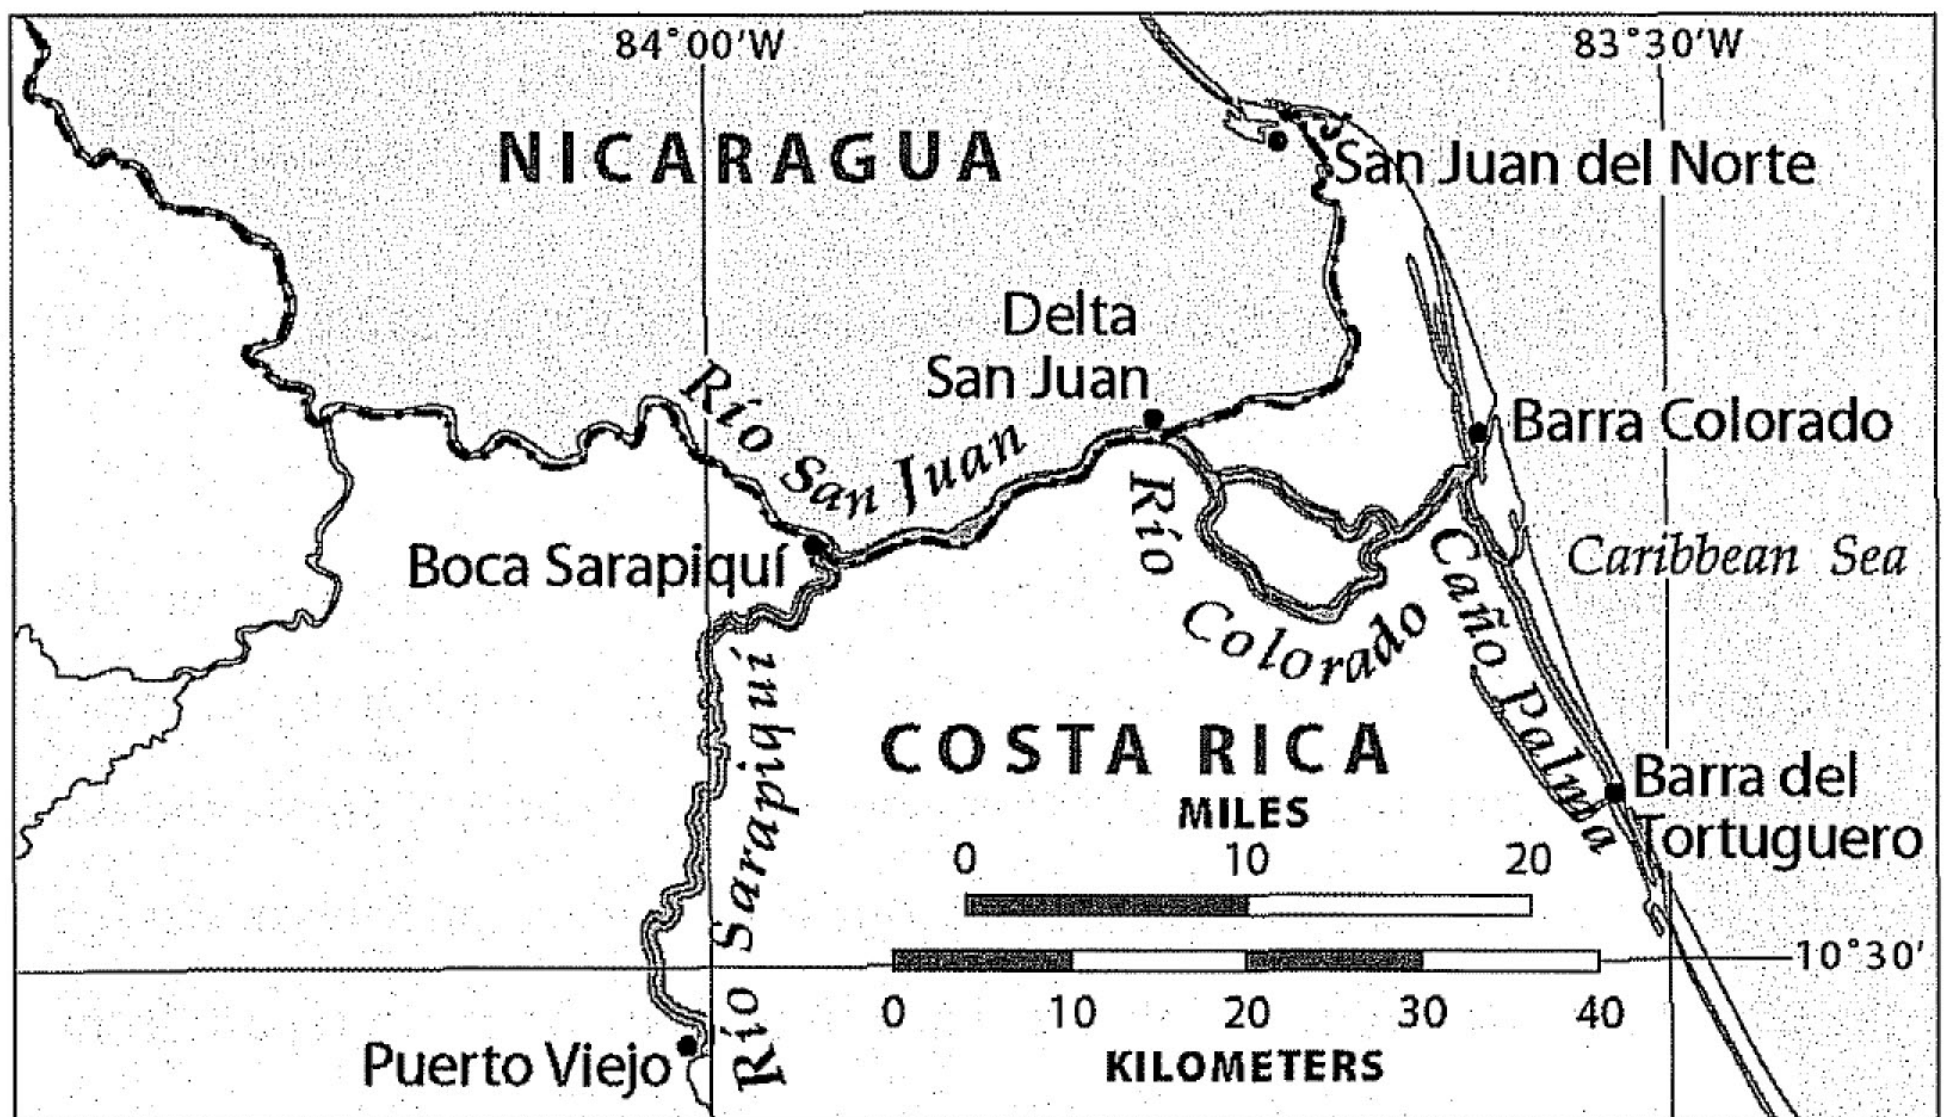 84°00'W
83°30'W
NICARAGUA
San Juan del Norte
Delta
San Juan
Río San Juan
Barra Colorado
Boca Sarapiquí
Río Colorado
Caño Palma
Caribbean Sea
Río Sarapiquí
COSTA RICA
Barra del
Tortuguero
MILES
0 10 20
10°30'
0 10 20 30 40
KILOMETERS
Puerto Viejo